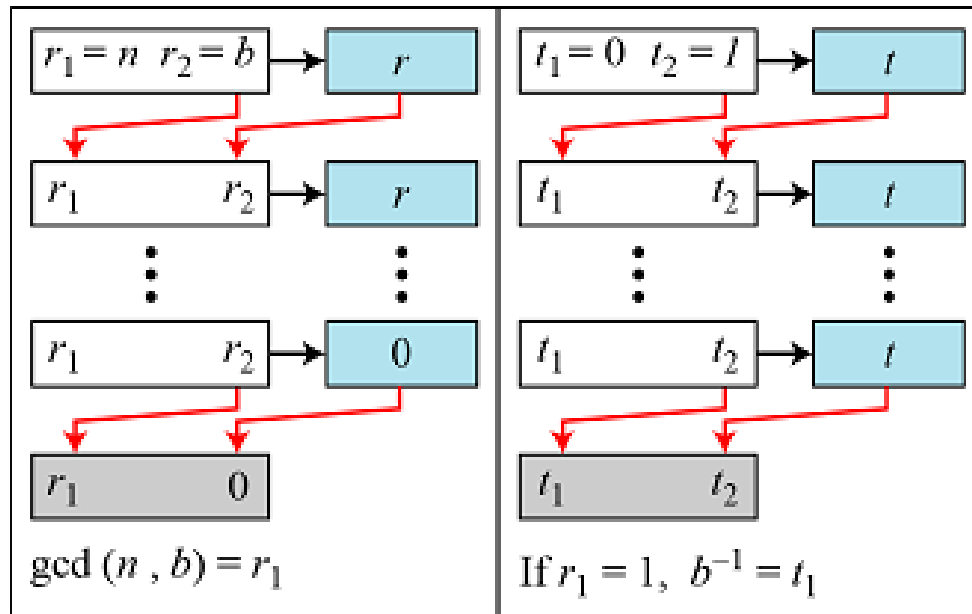 r₁ = n r₂ = b r
r₁ r₂ r
r₁ r₂ 0
r₁ 0
gcd (n , b) = r₁
t₁ = 0 t₂ = 1 t
t₁ t₂ t
t₁ t₂ t
t₁ t₂
If r₁ = 1, b⁻¹ = t₁